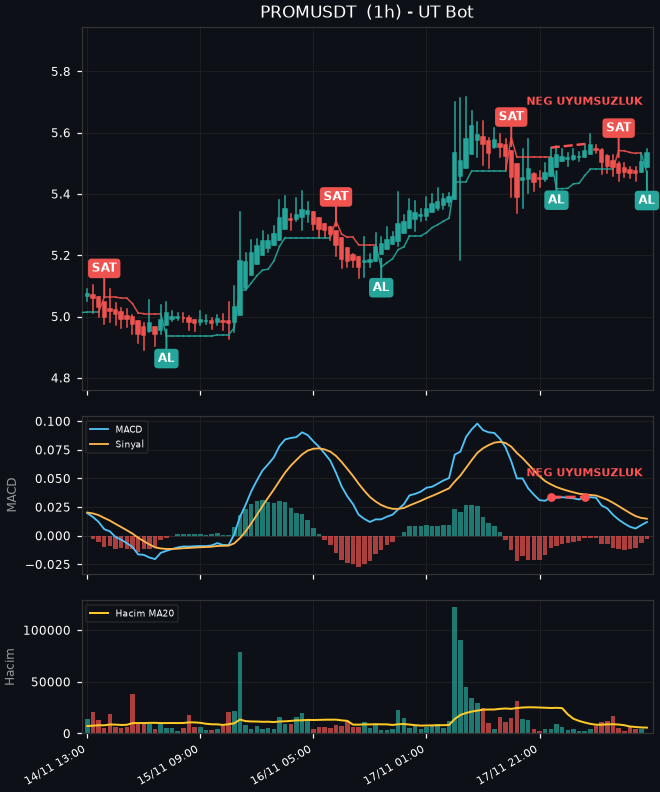 PROMUSDT (1h) - UT Bot
5.8
5.6
5.4
5.2
5.0
4.8
SAT
AL
SAT
AL
SAT
NEG UYUMSUZLUK
AL
SAT
AL
MACD
0.100
0.075
0.050
0.025
0.000
−0.025
MACD
Sinyal
NEG UYUMSUZLUK
Hacim
100000
50000
0
Hacim MA20
14/11 13:00
15/11 09:00
16/11 05:00
17/11 01:00
17/11 21:00